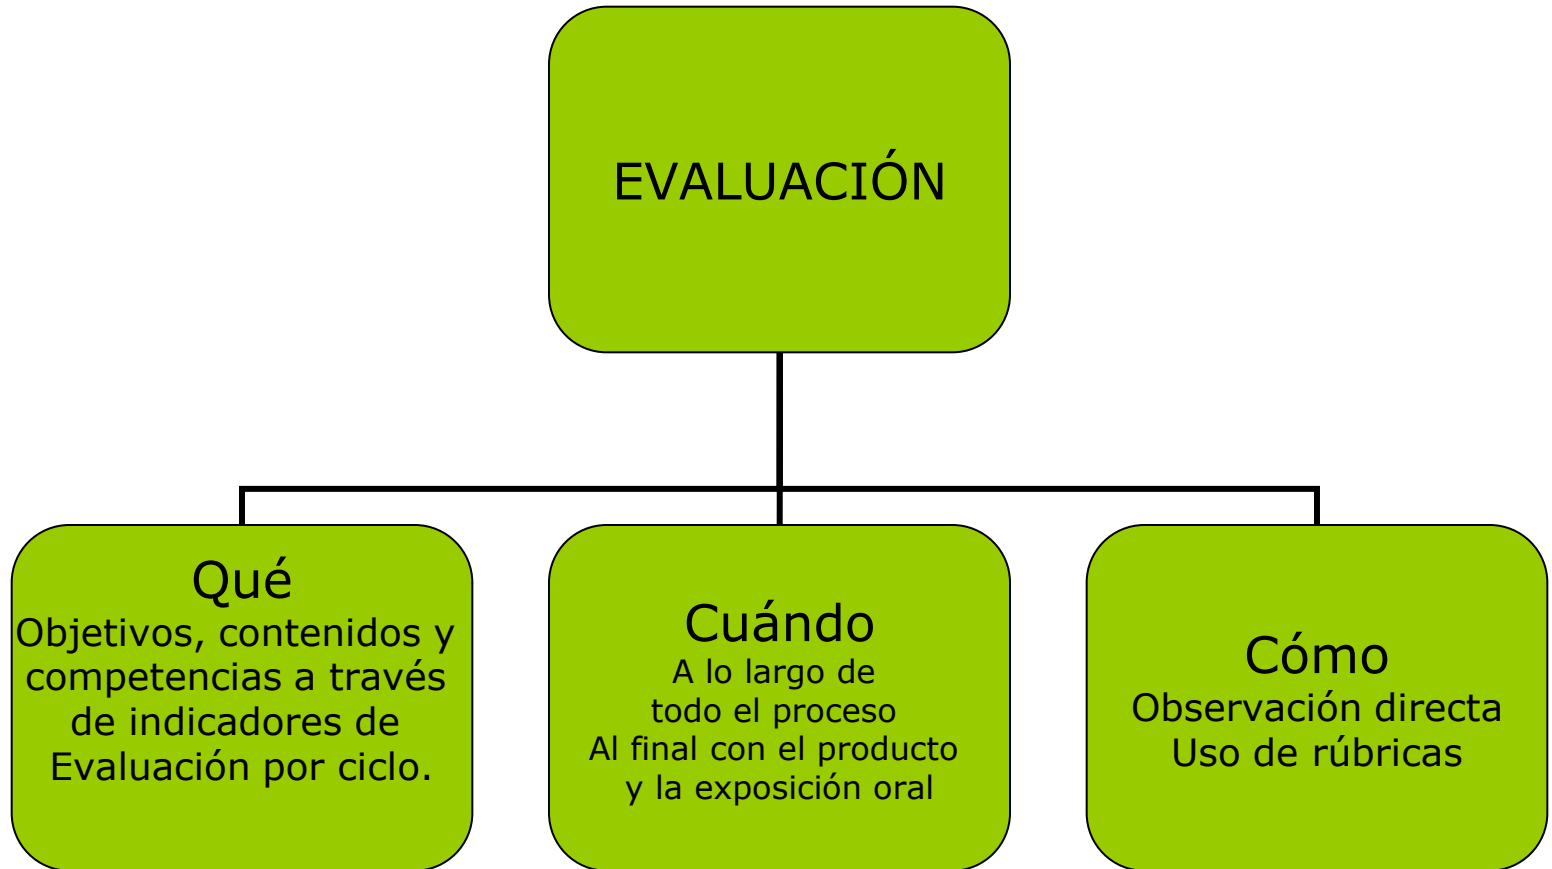 EVALUACIÓN
Qué
Objetivos, contenidos y
competencias a través
de indicadores de
Evaluación por ciclo.
Cuándo
A lo largo de
todo el proceso
Al final con el producto
y la exposición oral
Cómo
Observación directa
Uso de rúbricas